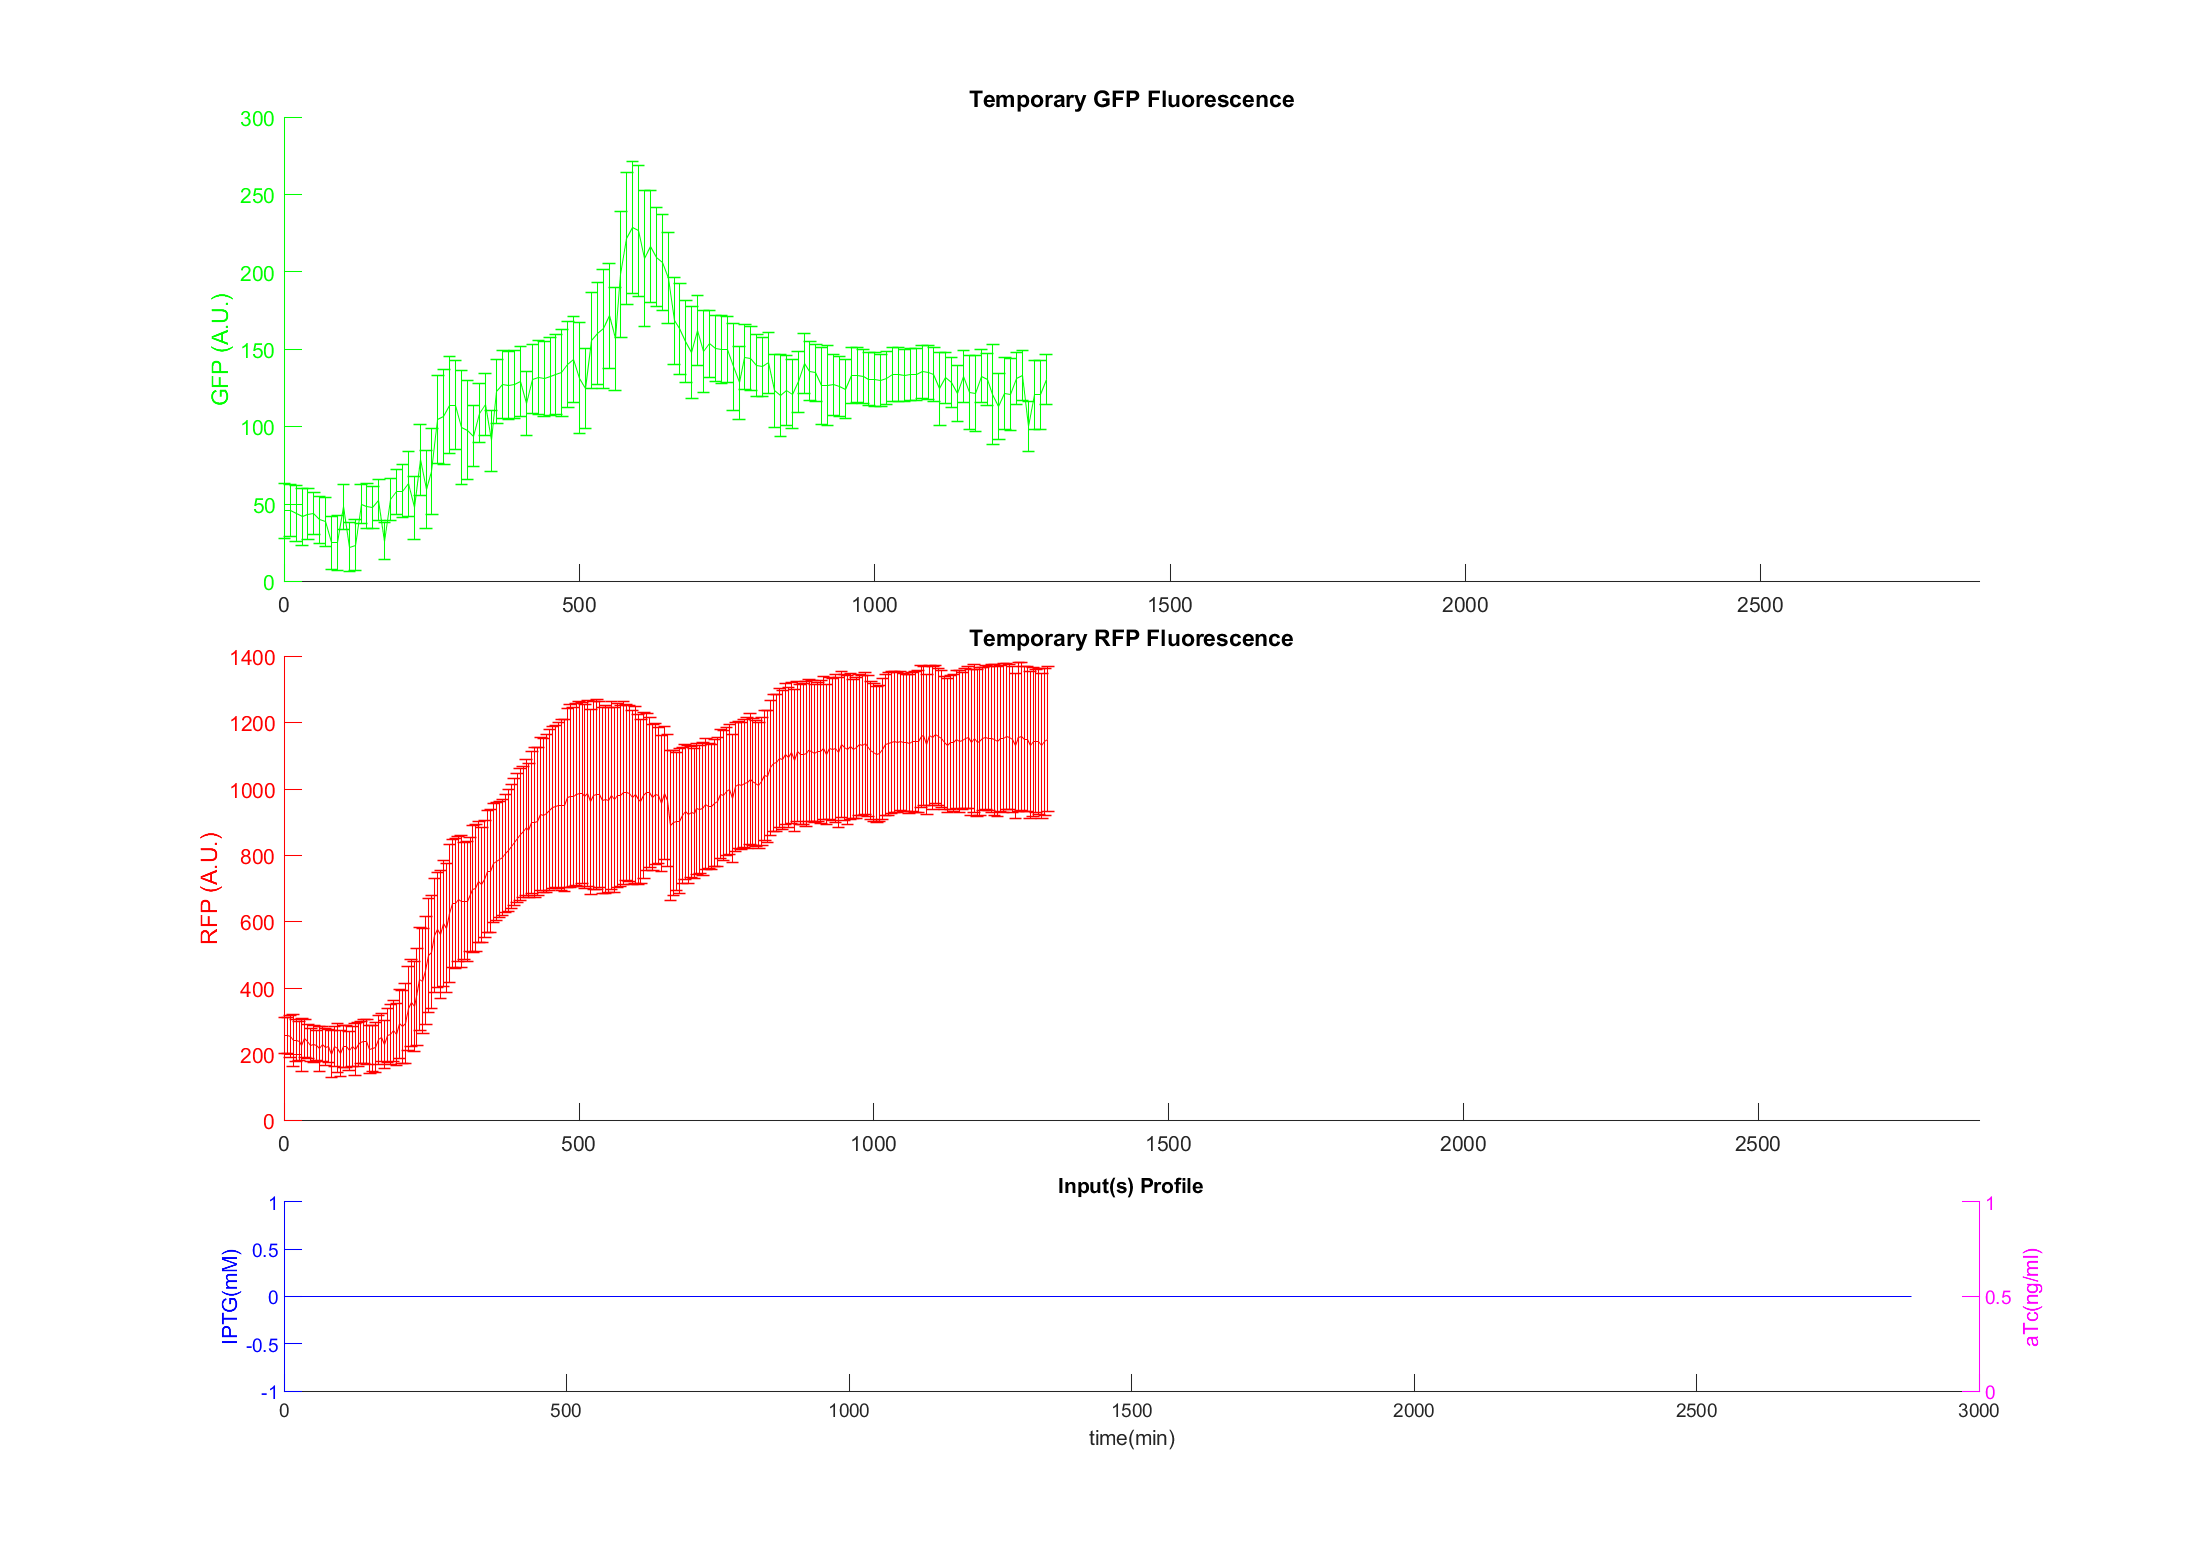 Temporary GFP Fluorescence
300
250
200
150
100
50
0
GFP (A.U.)
0 500 1000 1500 2000 2500
Temporary RFP Fluorescence
1400
1200
1000
800
600
400
200
0
RFP (A.U.)
0 500 1000 1500 2000 2500
Input(s) Profile
1
0.5
0
-0.5
-1
IPTG(mM)
1
0.5
0
aTc(ng/ml)
0 500 1000 1500 2000 2500 3000
time(min)